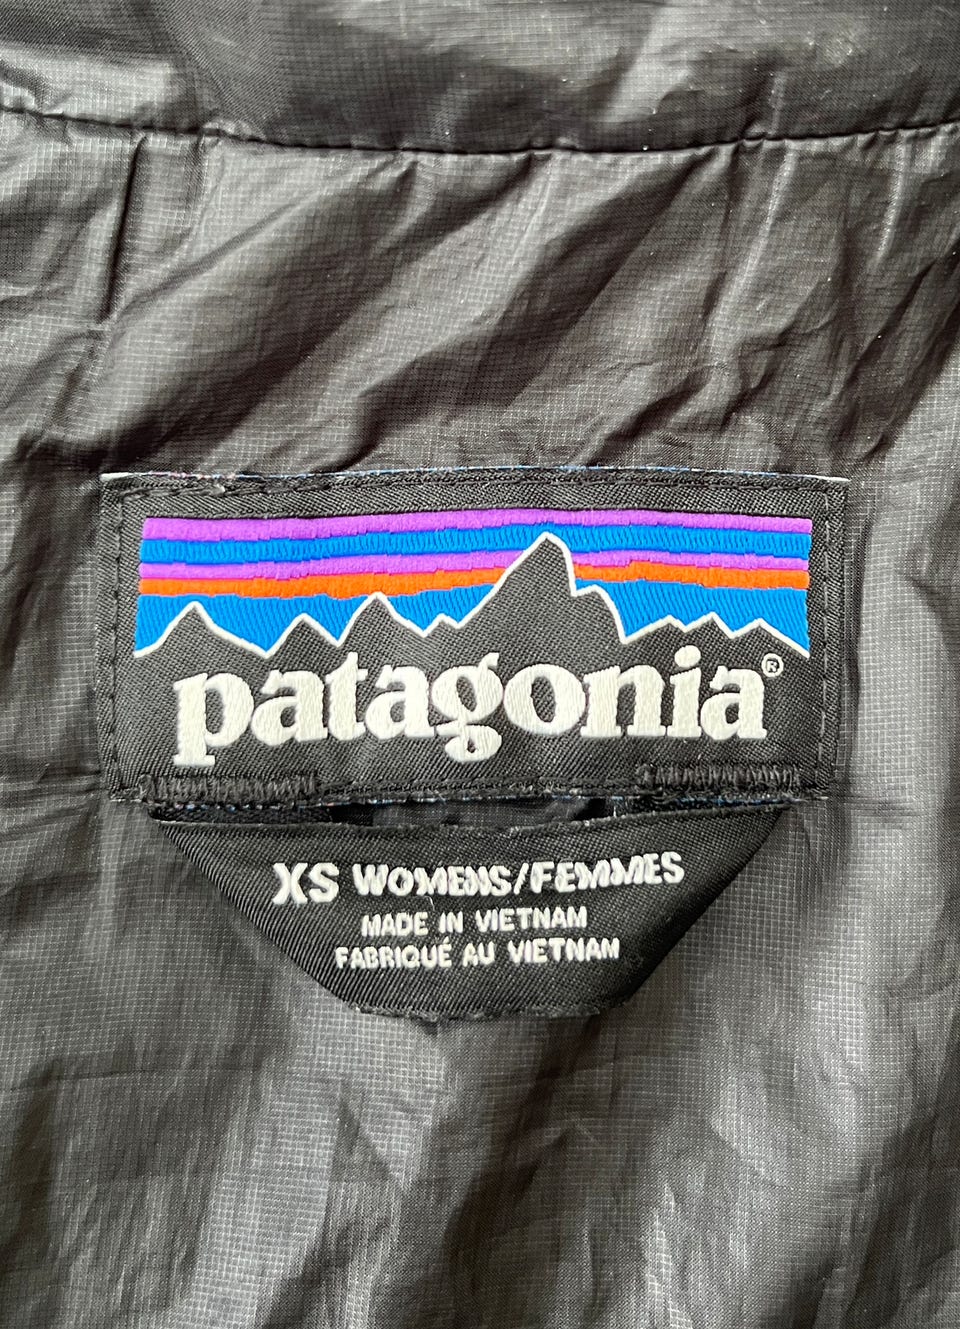 patagonia®
XS WOMENS/FEMMES
MADE IN VIETNAM
FABRIQUÉ AU VIETNAM